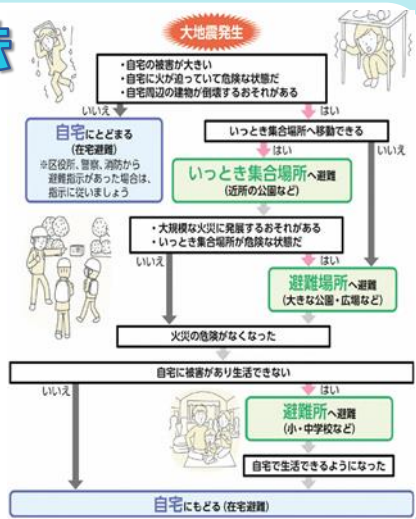 法
大地震発生
・自宅の被害が大きい
・自宅に火が迫っていて危険な状態だ
・自宅周辺の建物が倒壊するおそれがある
いいえ
はい
自宅にとどまる
(在宅避難)
※区役所、警察、消防から
避難指示があった場合は、
指示に従いましょう
いっとき集合場所へ移動できる
はい
いいえ
いっとき集合場所へ避難
(近所の公園など)
・大規模な火災に発展するおそれがある
・いっとき集合場所が危険な状態だ
いいえ
はい
避難場所へ避難
(大きな公園・広場など)
火災の危険がなくなった
自宅に被害があり生活できない
いいえ
はい
避難所へ避難
(小・中学校など)
自宅で生活できるようになった
自宅にもどる(在宅避難)